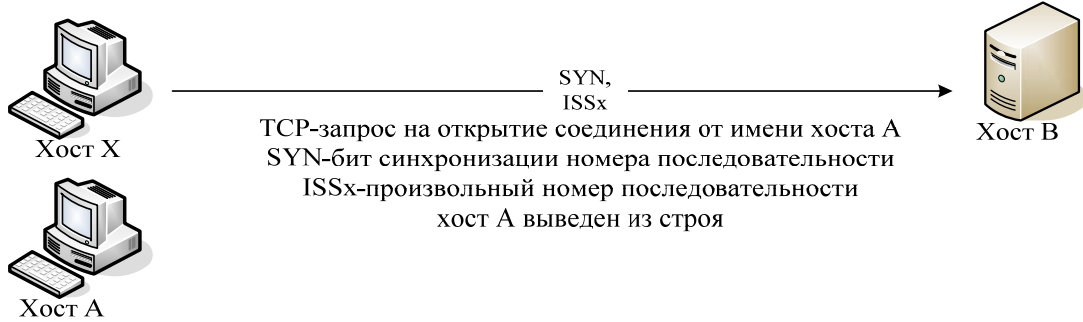 SYN,
ISSx
TCP-запрос на открытие соединения от имени хоста А
SYN-бит синхронизации номера последовательности
ISSx-произвольный номер последовательности
хост А выведен из строя
Хост X
Хост B
Хост А